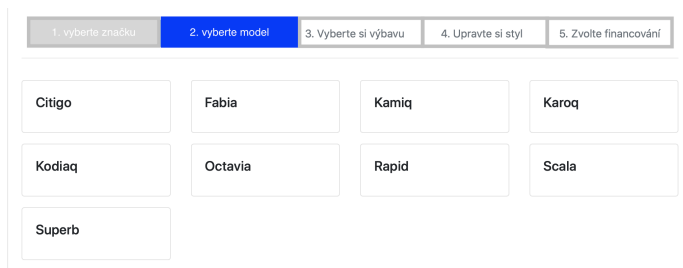 1. vyberte značku
2. vyberte model
3. Vyberte si výbavu
4. Upravte si styl
5. Zvolte financování
Citigo
Fabia
Kamiq
Karoq
Kodiaq
Octavia
Rapid
Scala
Superb